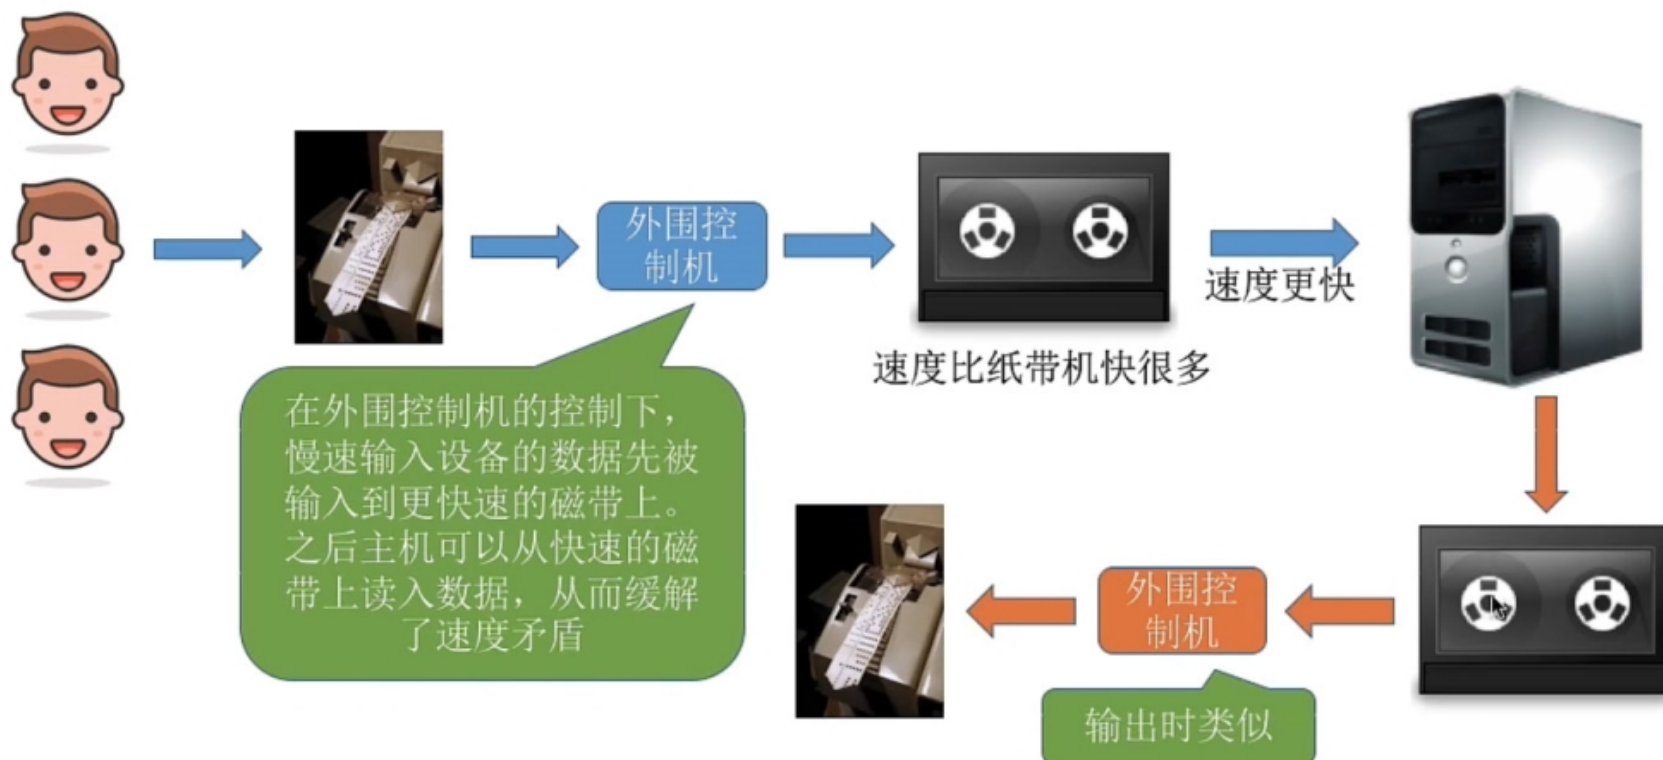 外围控
制机
速度更快
速度比纸带机快很多
在外围控制机的控制下，
慢速输入设备的数据先被
输入到更快速的磁带上。
之后主机可以从快速的磁
带上读入数据，从而缓解
了速度矛盾
外围控
制机
输出时类似